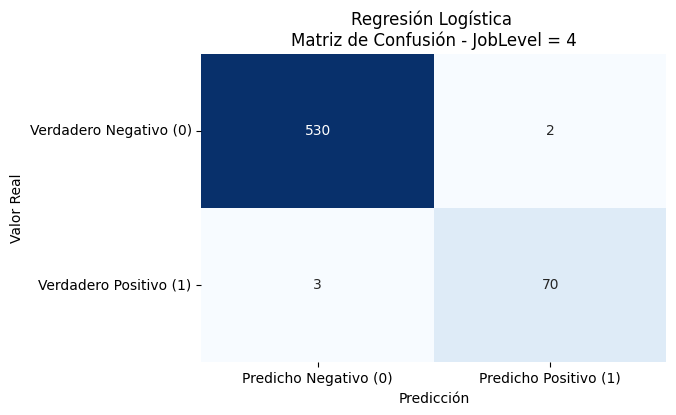 Regresión Logística
Matriz de Confusión - JobLevel = 4
Verdadero Negativo (0)
530
2
Valor Real
Verdadero Positivo (1)
3
70
Predicho Negativo (0)
Predicho Positivo (1)
Predicción